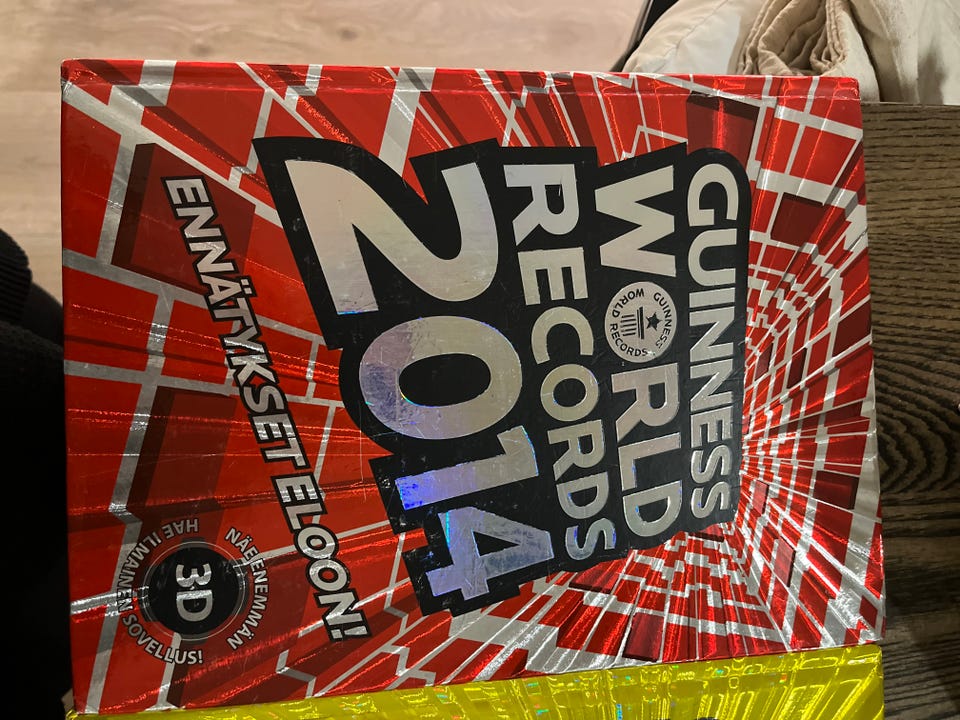 GUINNESS
WORLD
GUINNESS
WORLD RECORDS
RECORDS
2014
ENNÄTYKSET ELOON!
NÄE ENEMMÄN
3D
HAE ILMAINEN SOVELLUS!